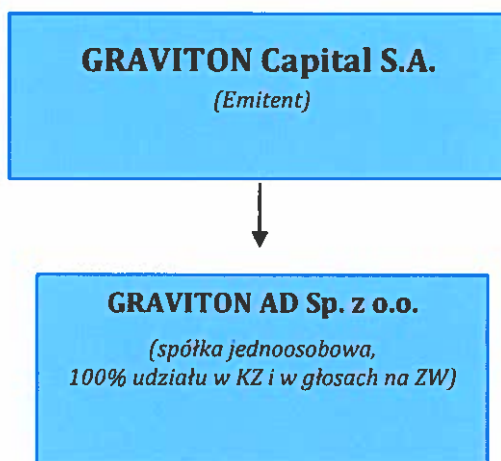 GRAVITON Capital S.A.
(Emitent)
GRAVITON AD Sp. z o.o.
(spółka jednoosobowa,
100% udziału w KZ i w głosach na ZW)